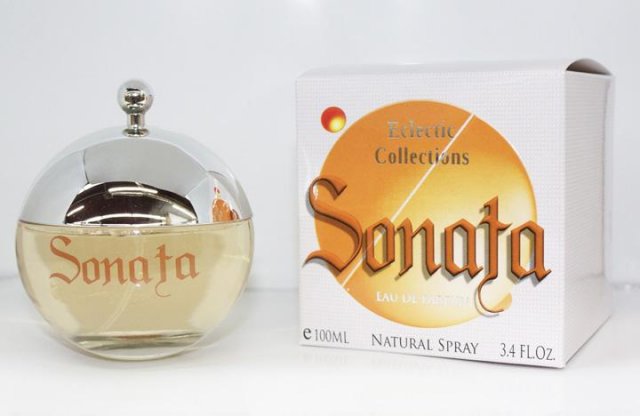 Sonata
Eclectic
Collections
Sonata
EAU DE PARFUM
e 100ML
NATURAL SPRAY
3.4 FL.OZ.